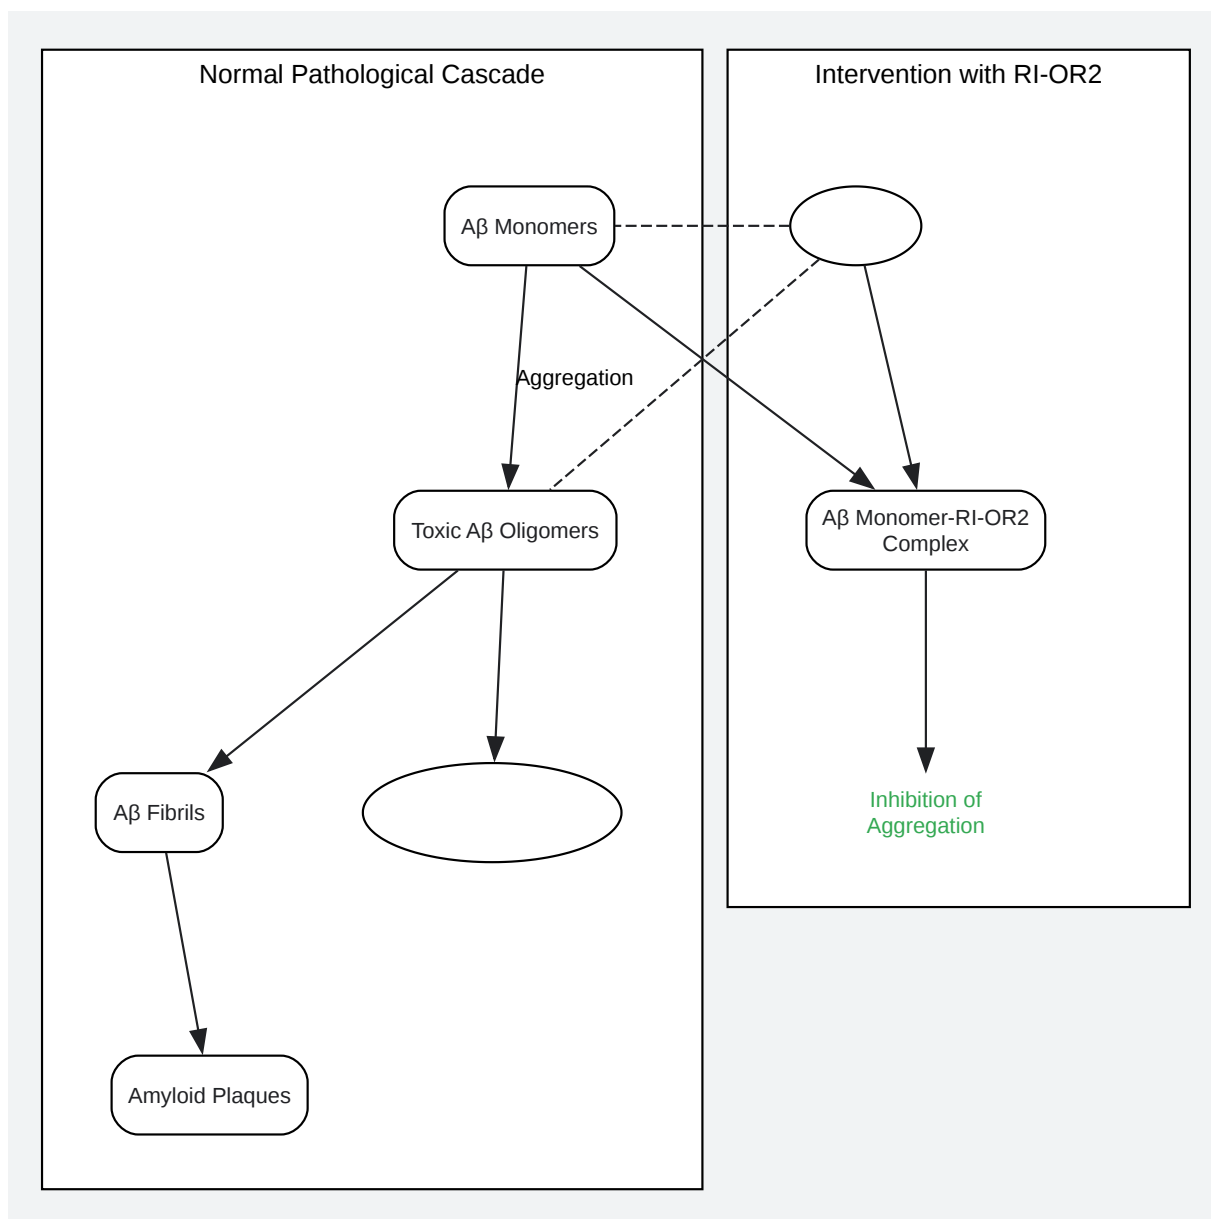 Normal Pathological Cascade
Intervention with RI-OR2
Aβ Monomers
Aggregation
Toxic Aβ Oligomers
Aβ Monomer-RI-OR2
Complex
Aβ Fibrils
Inhibition of
Aggregation
Amyloid Plaques